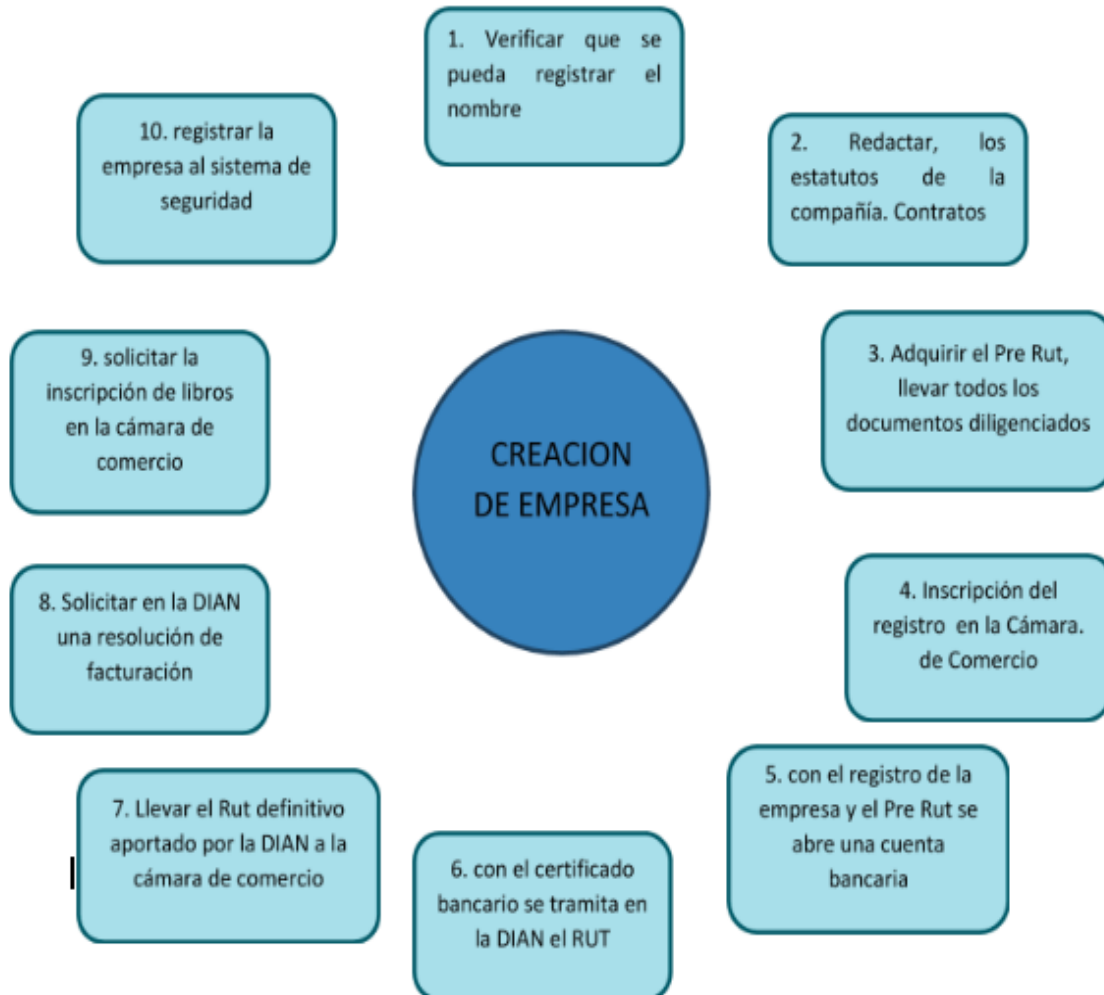 1. Verificar que se
pueda registrar el
nombre
2. Redactar, los
estatutos de la
compañía. Contratos
3. Adquirir el Pre Rut,
llevar todos los
documentos diligenciados
4. Inscripción del
registro en la Cámara.
de Comercio
5. con el registro de la
empresa y el Pre Rut se
abre una cuenta
bancaria
6. con el certificado
bancario se tramita en
la DIAN el RUT
7. Llevar el Rut definitivo
aportado por la DIAN a la
cámara de comercio
8. Solicitar en la DIAN
una resolución de
facturación
9. solicitar la
inscripción de libros
en la cámara de
comercio
10. registrar la
empresa al sistema de
seguridad
CREACION
DE EMPRESA